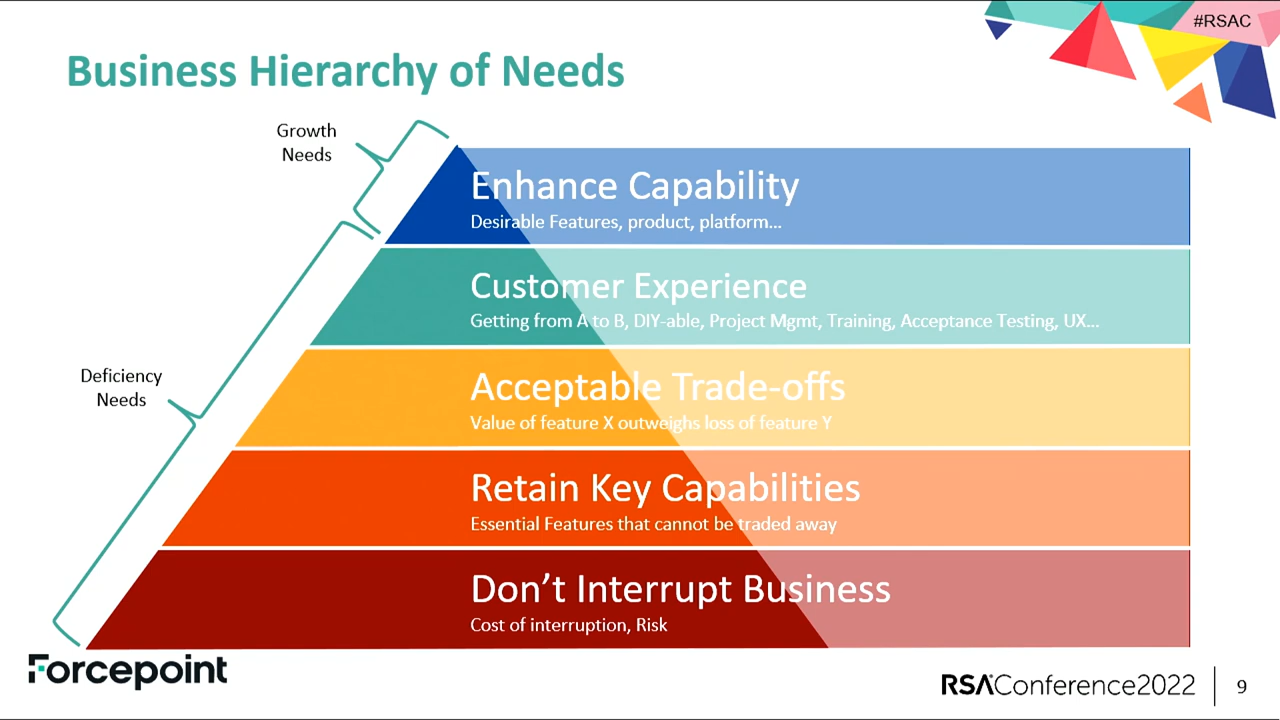 #RSAC
Business Hierarchy of Needs
Growth
Needs
Enhance Capability
Desirable Features, product, platform...
Customer Experience
Getting from A to B, DIY-able, Project Mgmt, Training, Acceptance Testing, UX...
Deficiency
Needs
Acceptable Trade-offs
Value of feature X outweighs loss of feature Y
Retain Key Capabilities
Essential Features that cannot be traded away
Don’t Interrupt Business
Cost of interruption, Risk
Forcepoint
RSAConference2022
9